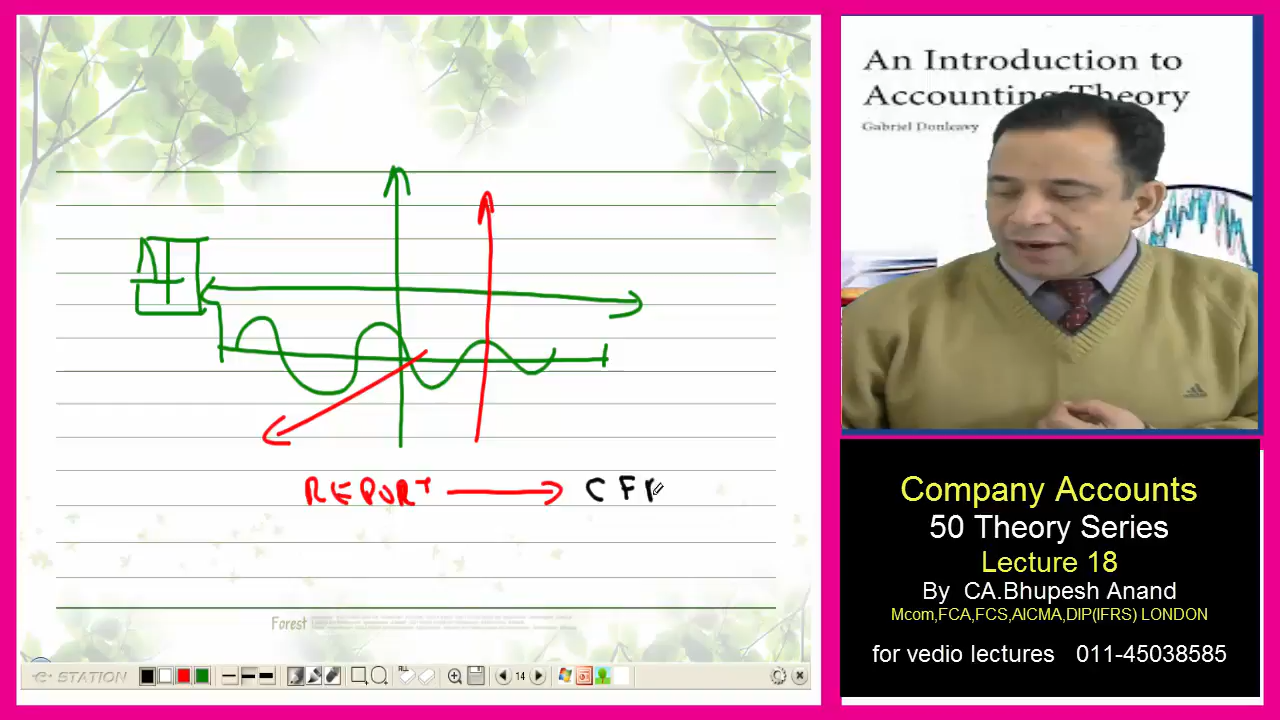 An Introduction to
Accounting Theory
Gabriel Donleavy
REPORT → C F
Forest
e-STATION
14
Company Accounts
50 Theory Series
Lecture 18
By CA.Bhupesh Anand
Mcom,FCA,FCS,AICMA,DIP(IFRS) LONDON
for vedio lectures 011-45038585